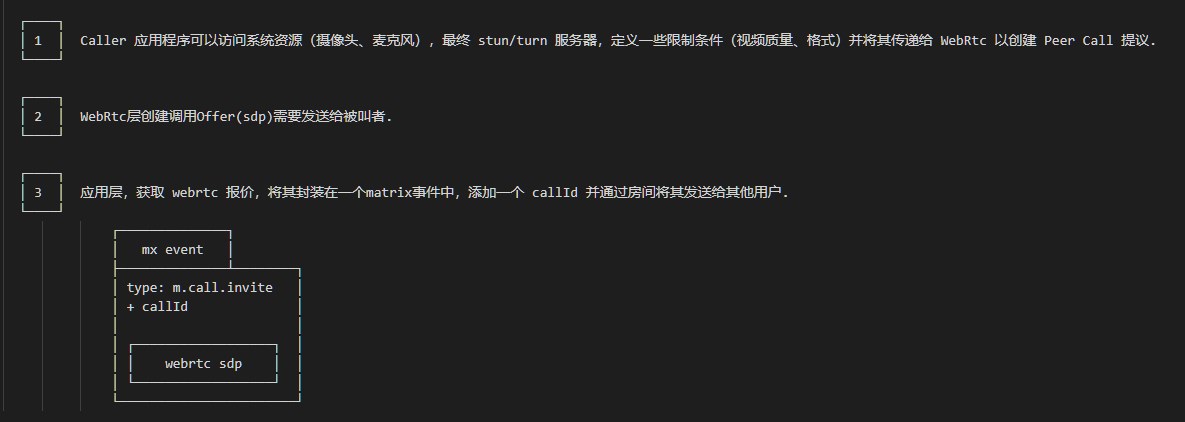 1 Caller 应用程序可以访问系统资源（摄像头、麦克风），最终 stun/turn 服务器，定义一些限制条件（视频质量、格式）并将其传递给 WebRtc 以创建 Peer Call 提议.
2 WebRtc层创建调用Offer(sdp)需要发送给被叫者.
3 应用层，获取 webrtc 报价，将其封装在一个matrix事件中，添加一个 callId 并通过房间将其发送给其他用户.
mx event
type: m.call.invite
+ callId
webrtc sdp